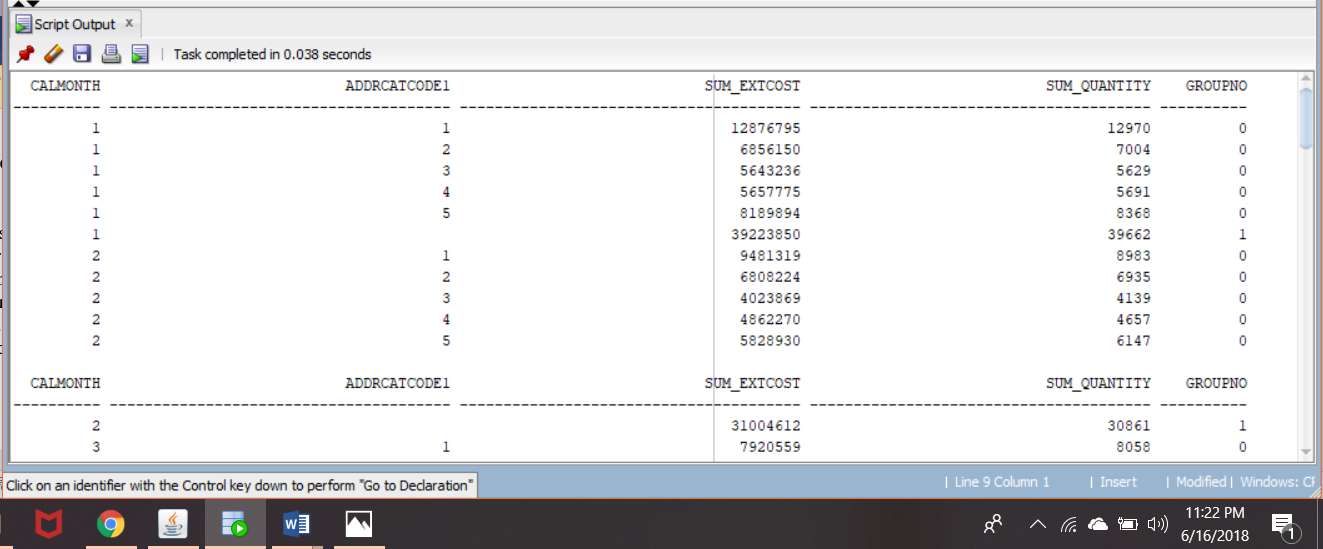 Script Output x
Task completed in 0.038 seconds
CALMONTH ADDRCATCODE1 SUM_EXTCOST SUM_QUANTITY GROUPNO
1 1 12876795 12970 0
1 2 6856150 7004 0
1 3 5643236 5629 0
1 4 5657775 5691 0
1 5 8189894 8368 0
1 39223850 39662 1
2 1 9481319 8983 0
2 2 6808224 6935 0
2 3 4023869 4139 0
2 4 4862270 4657 0
2 5 5828930 6147 0
CALMONTH ADDRCATCODE1 SUM_EXTCOST SUM_QUANTITY GROUPNO
2 31004612 30861 1
3 1 7920559 8058 0
Click on an identifier with the Control key down to perform "Go to Declaration"
| Line 9 Column 1 | Insert | Modified | Windows:
11:22 PM
6/16/2018
1